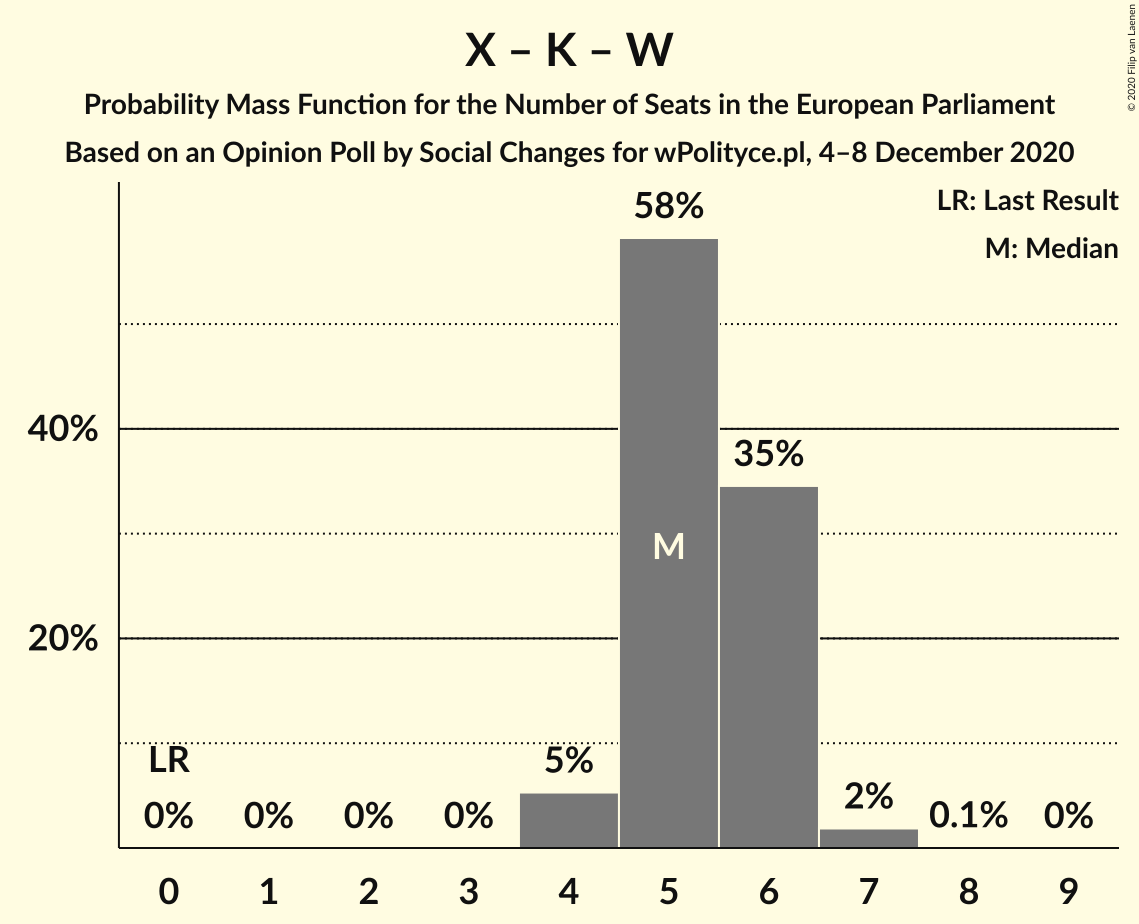 X – K – W
Probability Mass Function for the Number of Seats in the European Parliament
Based on an Opinion Poll by Social Changes for wPolityce.pl, 4–8 December 2020
© 2020 Filip van Laenen
LR: Last Result
M: Median
58%
40%
35%
M
20%
LR
5%
2%
0% 0% 0% 0% 0.1% 0%
0 1 2 3 4 5 6 7 8 9